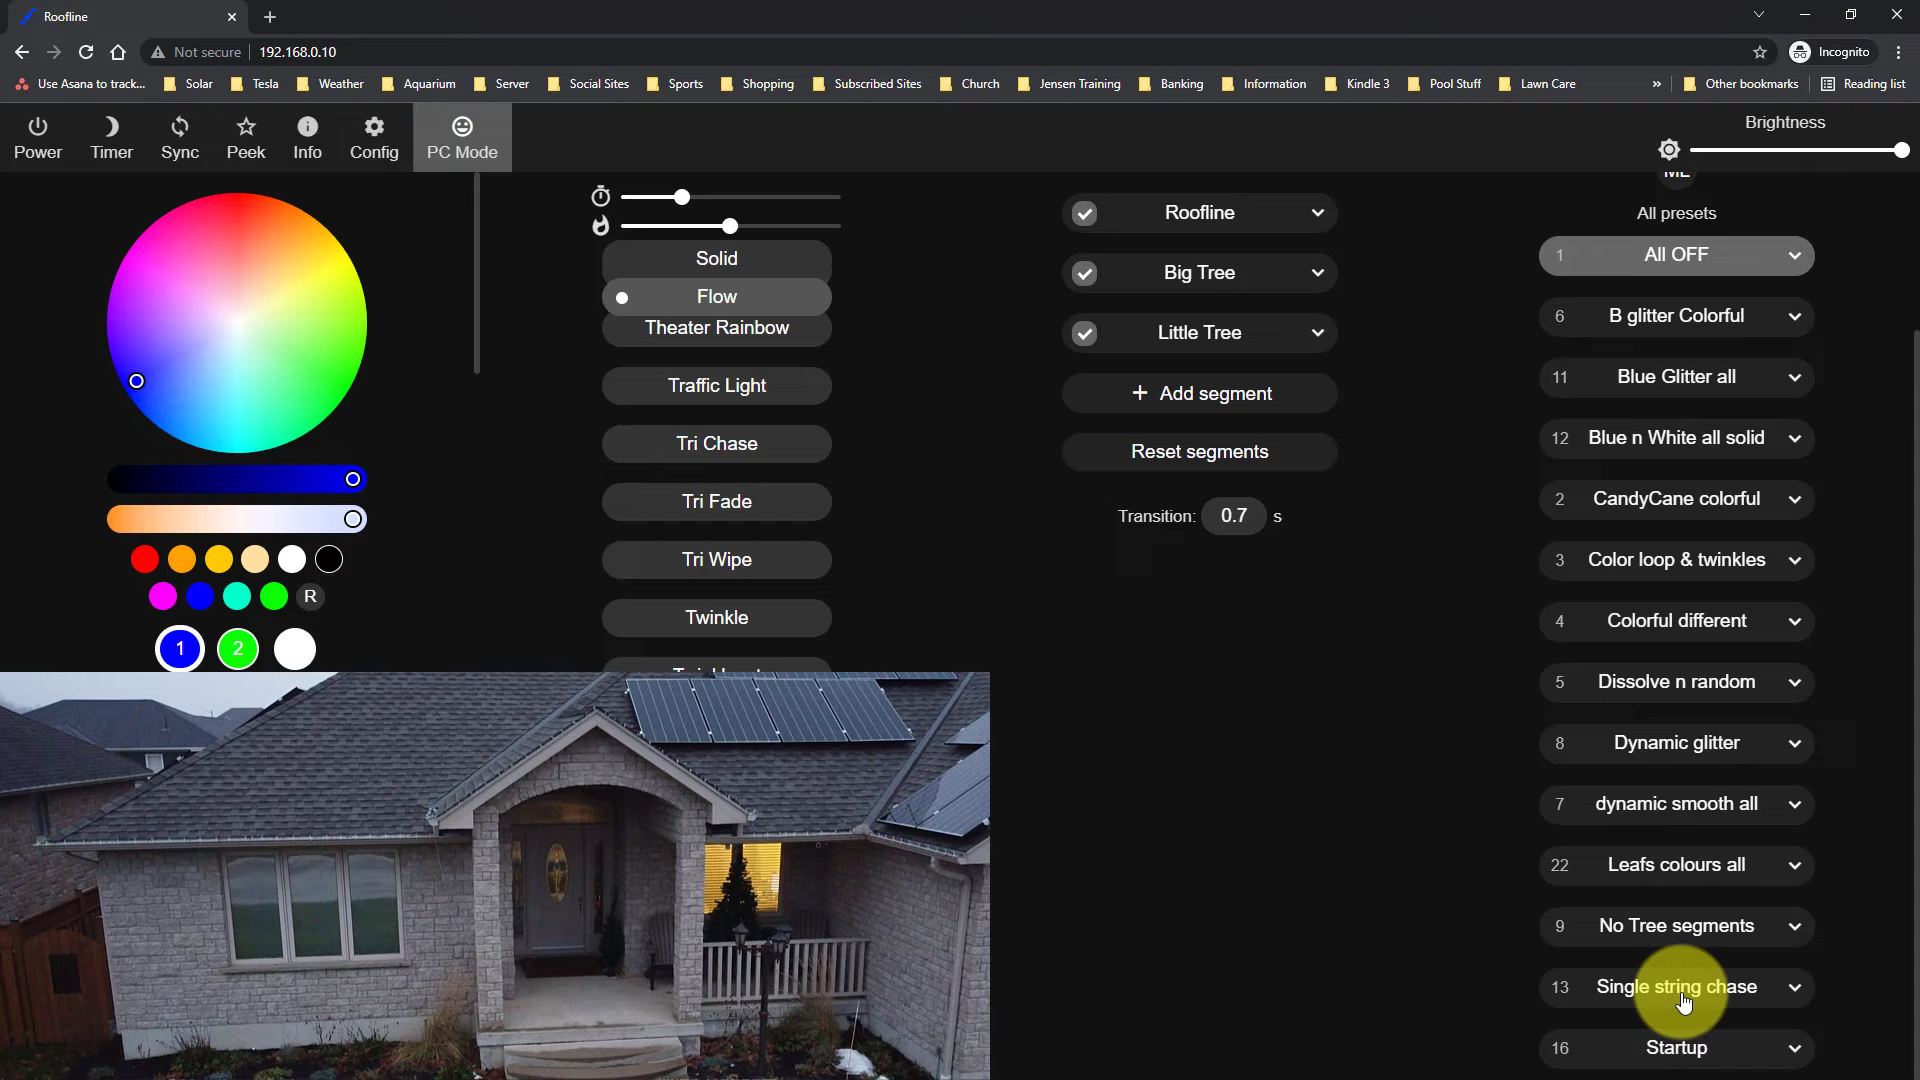 Roofline
Not secure 192.168.0.10
Incognito
Use Asana to track... Solar Tesla Weather Aquarium Server Social Sites Sports Shopping Subscribed Sites Church Jensen Training Banking Information Kindle 3 Pool Stuff Lawn Care » Other bookmarks Reading list
Power Timer Sync Peek Info Config PC Mode
Brightness
Solid
Flow
Theater Rainbow
Traffic Light
Tri Chase
Tri Fade
Tri Wipe
Twinkle
R
1 2
Roofline
Big Tree
Little Tree
+ Add segment
Reset segments
Transition: 0.7 s
All presets
1 All OFF
6 B glitter Colorful
11 Blue Glitter all
12 Blue n White all solid
2 CandyCane colorful
3 Color loop & twinkles
4 Colorful different
5 Dissolve n random
8 Dynamic glitter
7 dynamic smooth all
22 Leafs colours all
9 No Tree segments
13 Single string chase
16 Startup